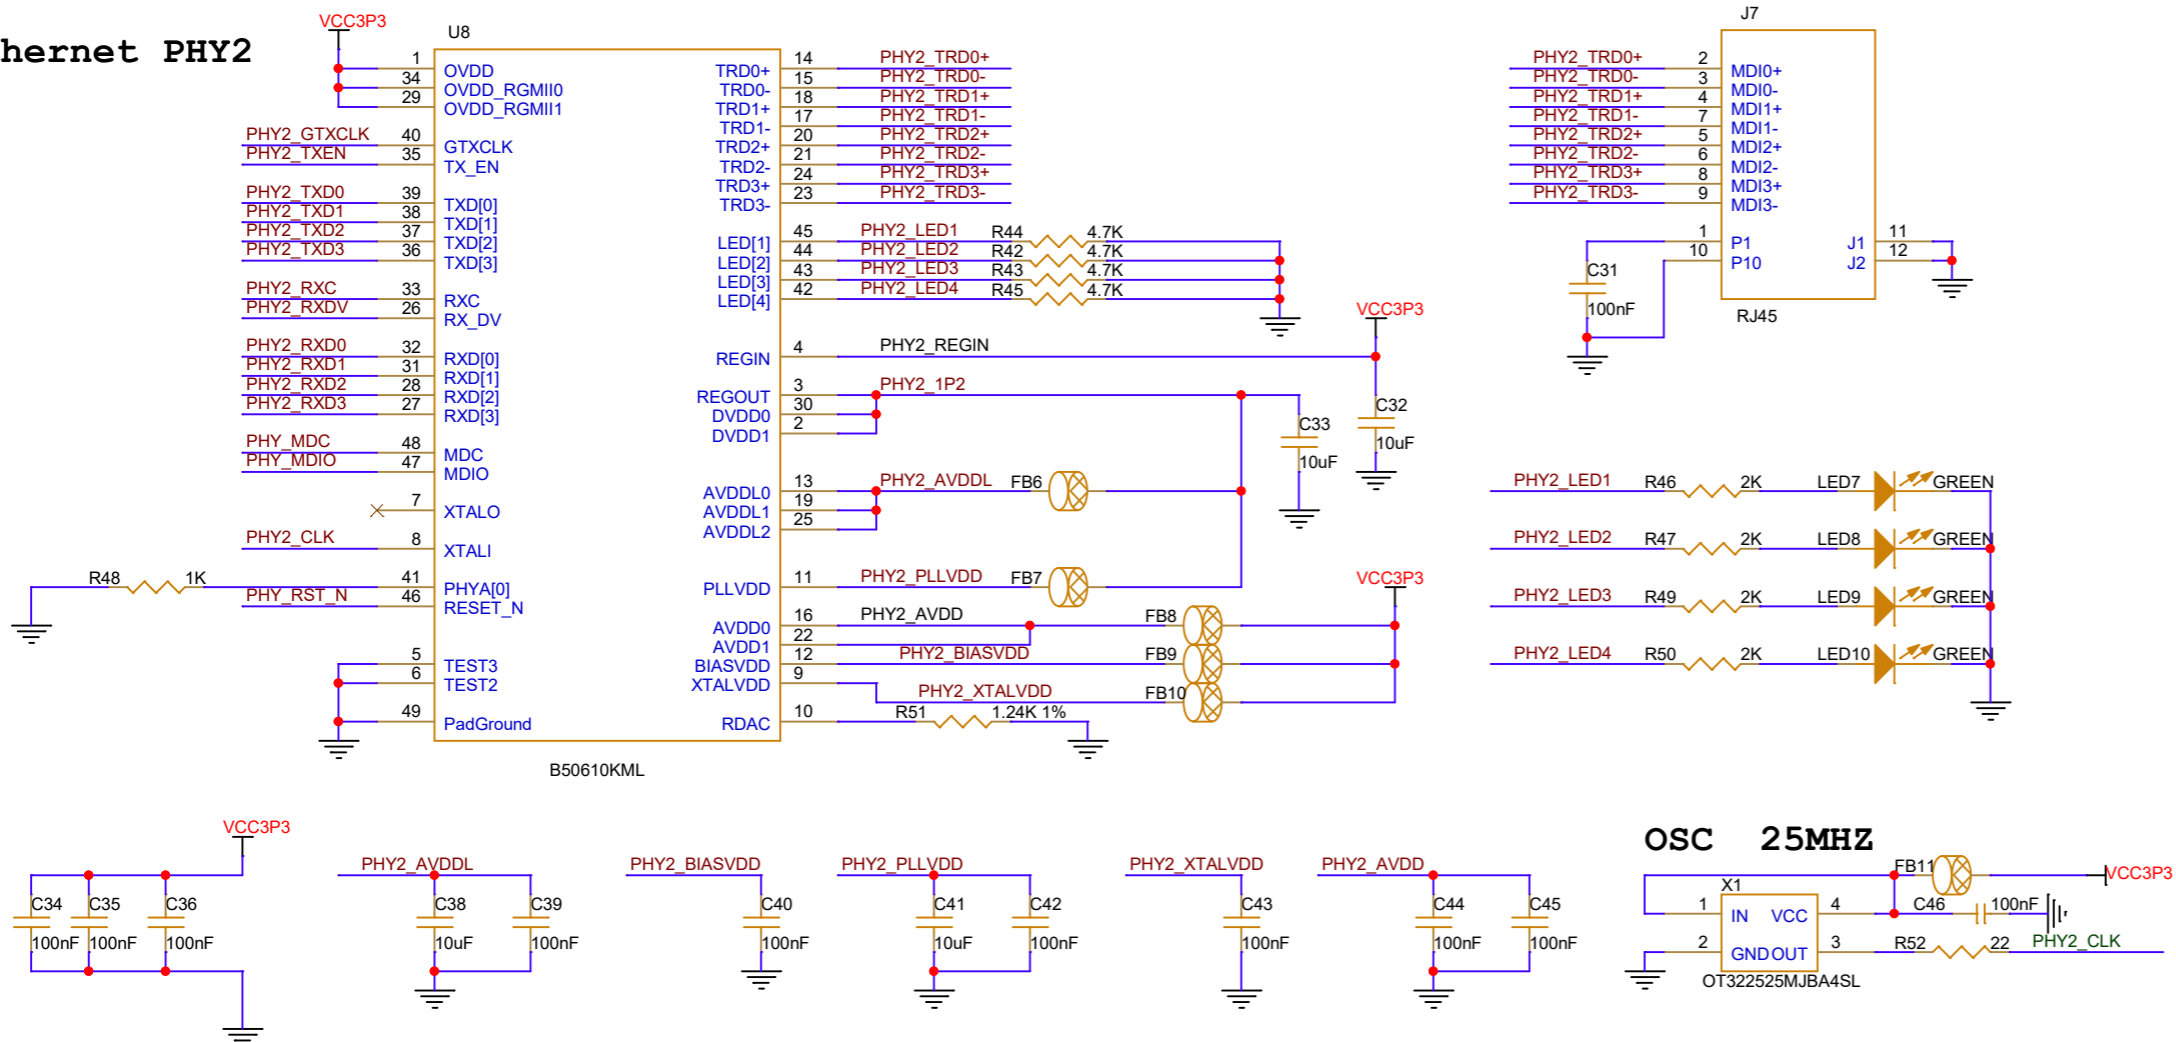 hernet PHY2
VCC3P3
U8
1 OVDD
34 OVDD_RGMII0
29 OVDD_RGMII1
PHY2_GTXCLK 40 GTXCLK
PHY2_TXEN 35 TX_EN
PHY2_TXD0 39 TXD[0]
PHY2_TXD1 38 TXD[1]
PHY2_TXD2 37 TXD[2]
PHY2_TXD3 36 TXD[3]
PHY2_RXC 33 RXC
PHY2_RXDV 26 RX_DV
PHY2_RXD0 32 RXD[0]
PHY2_RXD1 31 RXD[1]
PHY2_RXD2 28 RXD[2]
PHY2_RXD3 27 RXD[3]
PHY_MDC 48 MDC
PHY_MDIO 47 MDIO
7 XTALO
PHY2_CLK 8 XTALI
R48 1K 41 PHYA[0]
PHY_RST_N 46 RESET_N
5 TEST3
6 TEST2
49 PadGround
TRD0+ 14 PHY2_TRD0+
TRD0- 15 PHY2_TRD0-
TRD1+ 18 PHY2_TRD1+
TRD1- 17 PHY2_TRD1-
TRD2+ 20 PHY2_TRD2+
TRD2- 21 PHY2_TRD2-
TRD3+ 24 PHY2_TRD3+
TRD3- 23 PHY2_TRD3-
LED[1] 45 PHY2_LED1 R44 4.7K
LED[2] 44 PHY2_LED2 R42 4.7K
LED[3] 43 PHY2_LED3 R43 4.7K
LED[4] 42 PHY2_LED4 R45 4.7K
VCC3P3
REGIN 4 PHY2_REGIN
REGOUT 3 PHY2_1P2
DVDD0 30
DVDD1 2
C33
10uF
C32
10uF
AVDDL0 13 PHY2_AVDDL FB6
AVDDL1 19
AVDDL2 25
PLLVDD 11 PHY2_PLLVDD FB7
VCC3P3
AVDD0 16 PHY2_AVDD FB8
AVDD1 22
BIASVDD 12 PHY2_BIASVDD FB9
XTALVDD 9 PHY2_XTALVDD FB10
RDAC 10 R51 1.24K 1%
B50610KML
J7
PHY2_TRD0+ 2 MDI0+
PHY2_TRD0- 3 MDI0-
PHY2_TRD1+ 4 MDI1+
PHY2_TRD1- 7 MDI1-
PHY2_TRD2+ 5 MDI2+
PHY2_TRD2- 6 MDI2-
PHY2_TRD3+ 8 MDI3+
PHY2_TRD3- 9 MDI3-
1 P1 J1 11
10 P10 J2 12
C31
100nF
RJ45
PHY2_LED1 R46 2K LED7 GREEN
PHY2_LED2 R47 2K LED8 GREEN
PHY2_LED3 R49 2K LED9 GREEN
PHY2_LED4 R50 2K LED10 GREEN
VCC3P3
C34 C35 C36
100nF 100nF 100nF
PHY2_AVDDL
C38 C39
10uF 100nF
PHY2_BIASVDD
C40
100nF
PHY2_PLLVDD
C41 C42
10uF 100nF
PHY2_XTALVDD
C43
100nF
PHY2_AVDD
C44 C45
100nF 100nF
OSC 25MHZ
FB11 VCC3P3
X1
1 IN VCC 4 C46 100nF
2 GND OUT 3 R52 22 PHY2_CLK
OT322525MJBA4SL